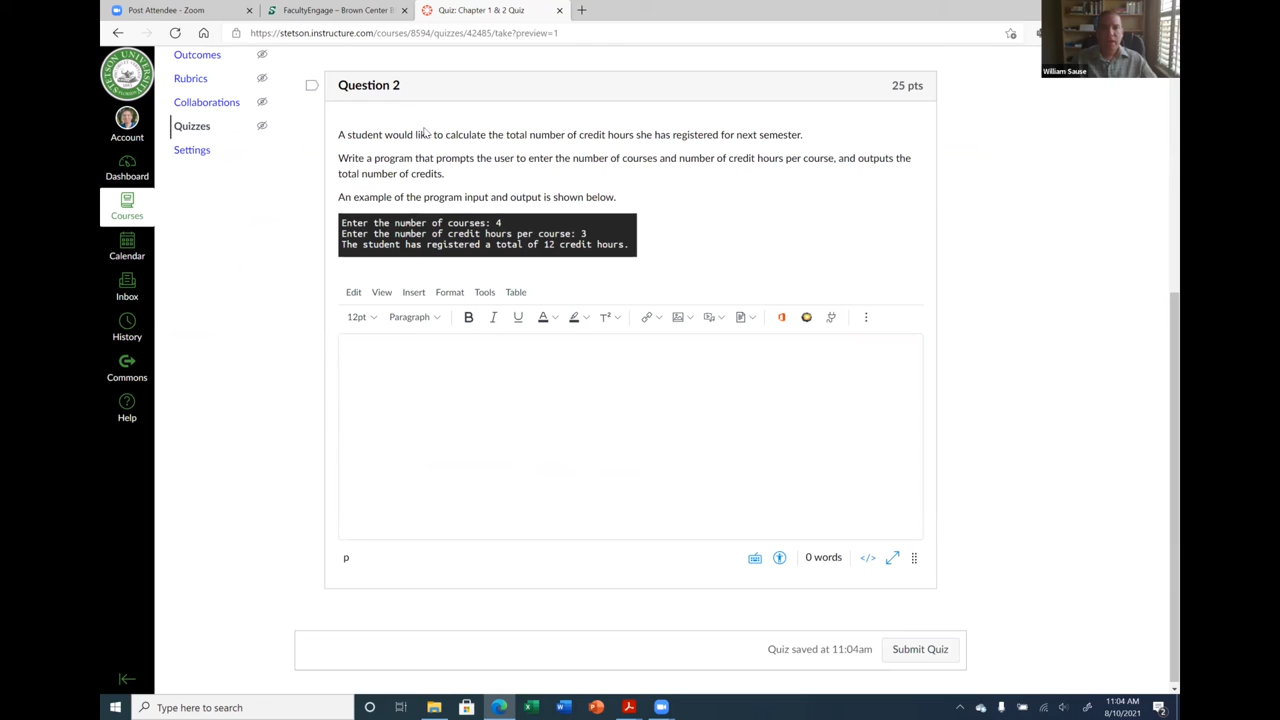 Post Attendee - Zoom
FacultyEngage – Brown Center
Quiz: Chapter 1 & 2 Quiz
https://stetson.instructure.com/courses/8594/quizzes/42485/take?preview=1
William Sause
STETSON UNIVERSITY
Account
Dashboard
Courses
Calendar
Inbox
History
Commons
Help
Outcomes
Rubrics
Collaborations
Quizzes
Settings
Question 2
25 pts
A student would like to calculate the total number of credit hours she has registered for next semester.
Write a program that prompts the user to enter the number of courses and number of credit hours per course, and outputs the
total number of credits.
An example of the program input and output is shown below.
Enter the number of courses: 4
Enter the number of credit hours per course: 3
The student has registered a total of 12 credit hours.
Edit View Insert Format Tools Table
12pt Paragraph B I U A T²
p
0 words </>
Quiz saved at 11:04am
Submit Quiz
Type here to search
11:04 AM
8/10/2021
2